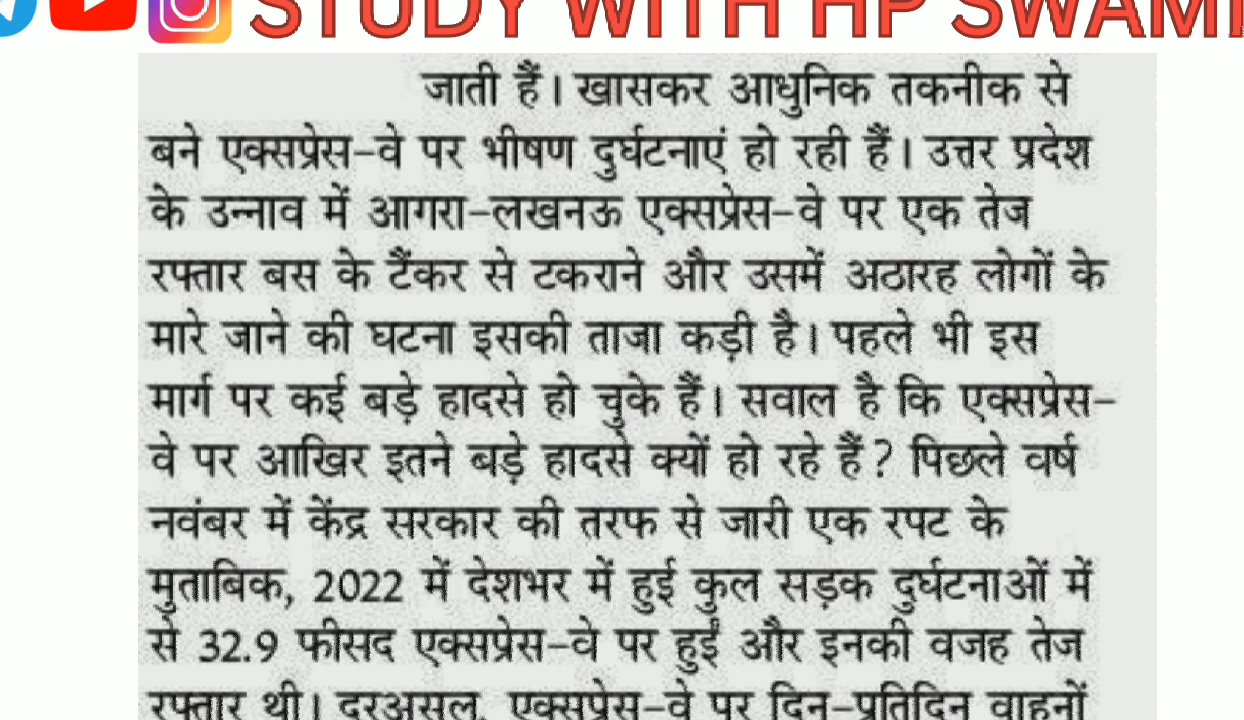 STUDY WITH HP SWAMI
जाती हैं। खासकर आधुनिक तकनीक से
बने एक्सप्रेस-वे पर भीषण दुर्घटनाएं हो रही हैं। उत्तर प्रदेश
के उन्नाव में आगरा-लखनऊ एक्सप्रेस-वे पर एक तेज
रफ्तार बस के टैंकर से टकराने और उसमें अठारह लोगों के
मारे जाने की घटना इसकी ताजा कड़ी है। पहले भी इस
मार्ग पर कई बड़े हादसे हो चुके हैं। सवाल है कि एक्सप्रेस-
वे पर आखिर इतने बड़े हादसे क्यों हो रहे हैं? पिछले वर्ष
नवंबर में केंद्र सरकार की तरफ से जारी एक रपट के
मुताबिक, 2022 में देशभर में हुई कुल सड़क दुर्घटनाओं में
से 32.9 फीसद एक्सप्रेस-वे पर हुईं और इनकी वजह तेज
रफ्तार थी। दरअसल, एक्सप्रेस-वे पर दिन-प्रतिदिन वाहनों